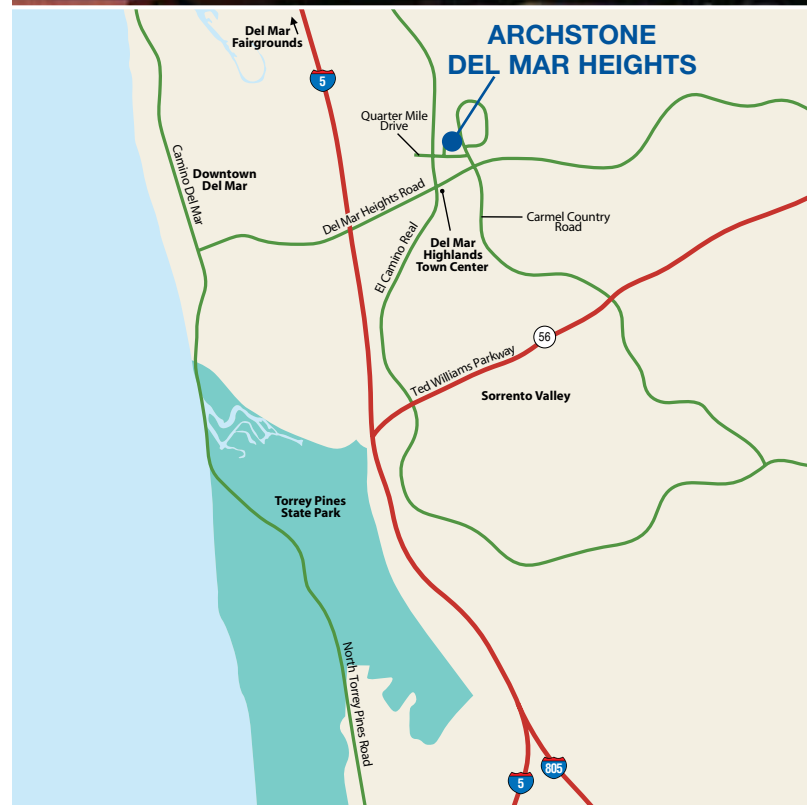 Del Mar
Fairgrounds
ARCHSTONE
DEL MAR HEIGHTS
5
Quarter Mile
Drive
Camino Del Mar
Downtown
Del Mar
Del Mar Heights Road
Carmel Country
Road
El Camino Real
Del Mar
Highlands
Town Center
56
Ted Williams Parkway
Sorrento Valley
Torrey Pines
State Park
North Torrey Pines Road
5
805